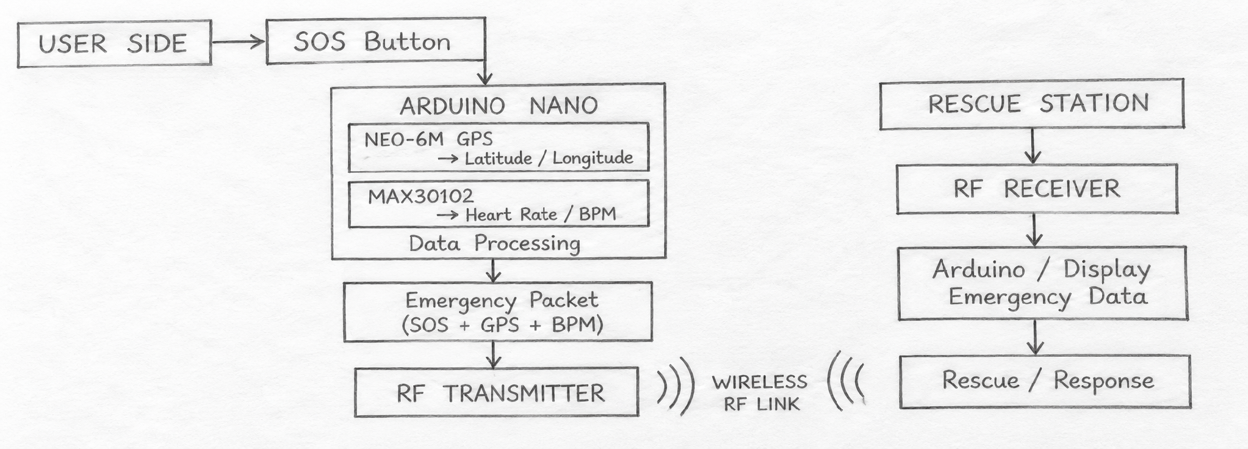 USER SIDE
SOS Button
ARDUINO NANO
NEO-6M GPS
→ Latitude / Longitude
MAX30102
→ Heart Rate / BPM
Data Processing
Emergency Packet
(SOS + GPS + BPM)
RF TRANSMITTER
WIRELESS
RF LINK
RESCUE STATION
RF RECEIVER
Arduino / Display
Emergency Data
Rescue / Response